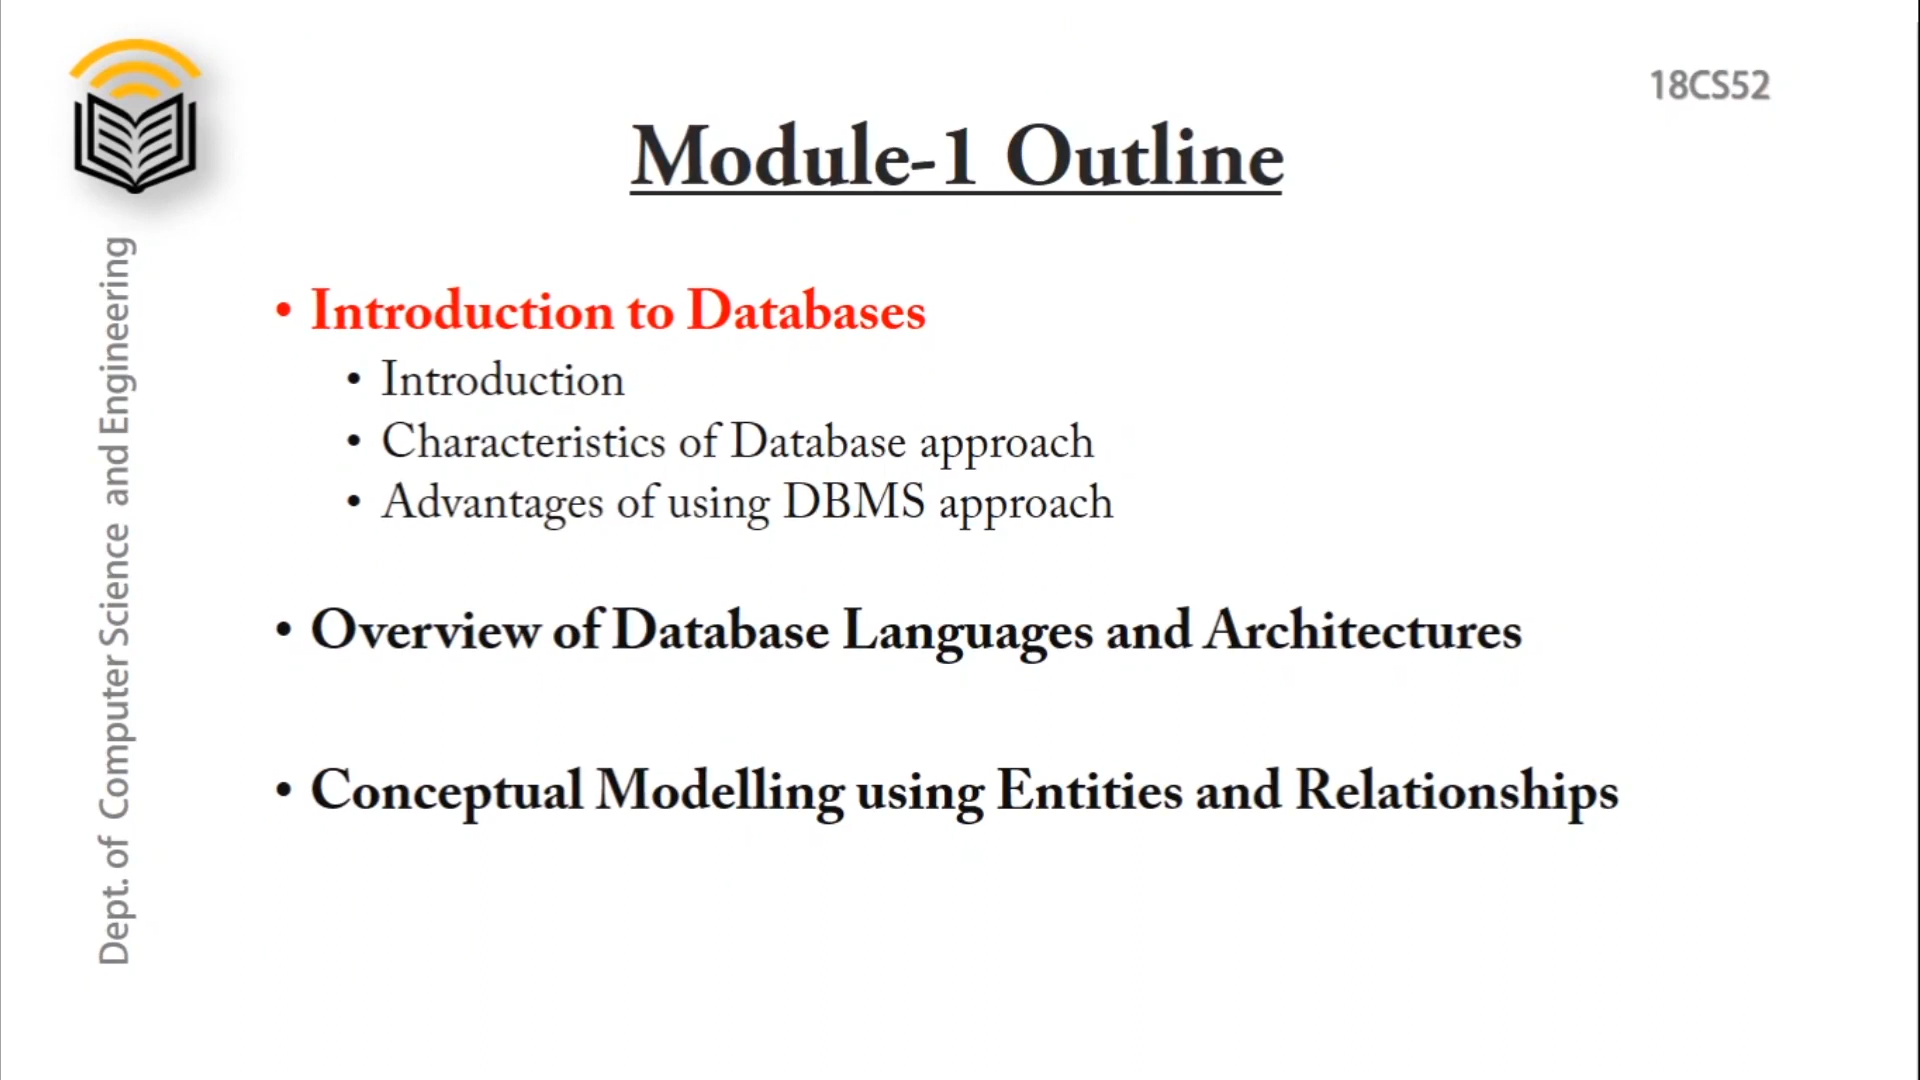 18CS52
Module-1 Outline
• Introduction to Databases
• Introduction
• Characteristics of Database approach
• Advantages of using DBMS approach
• Overview of Database Languages and Architectures
• Conceptual Modelling using Entities and Relationships
Dept. of Computer Science and Engineering